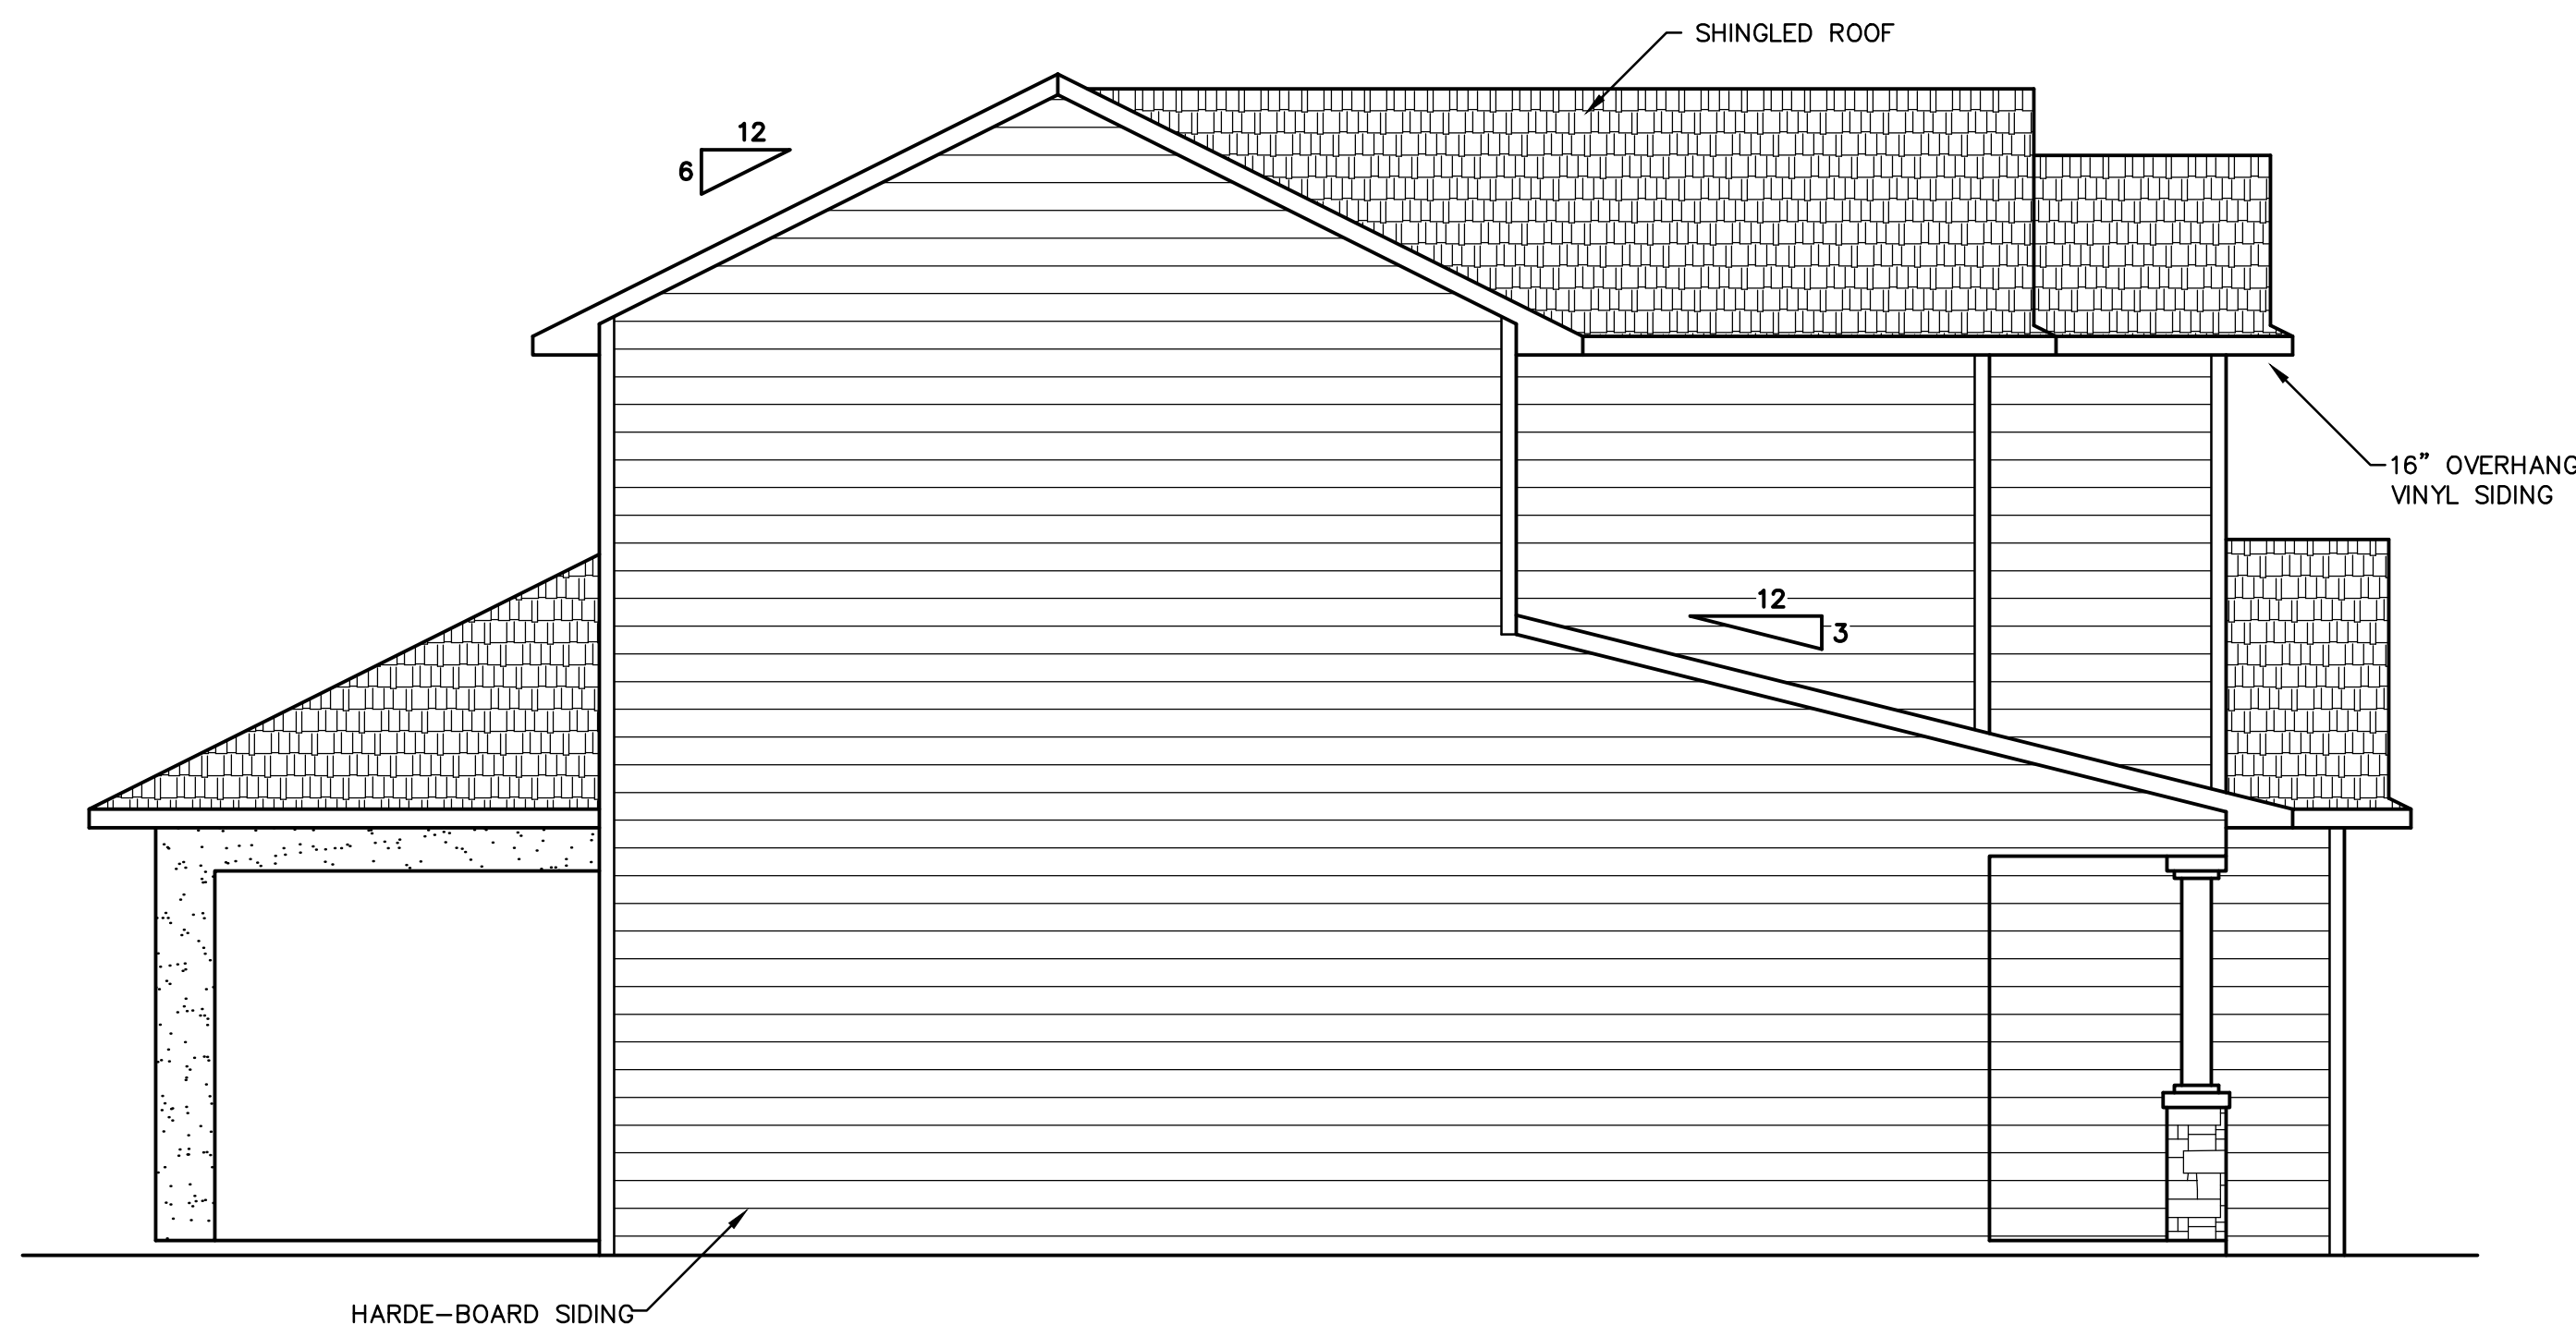 SHINGLED ROOF
12
6
16" OVERHANG
VINYL SIDING
12
3
HARDE-BOARD SIDING